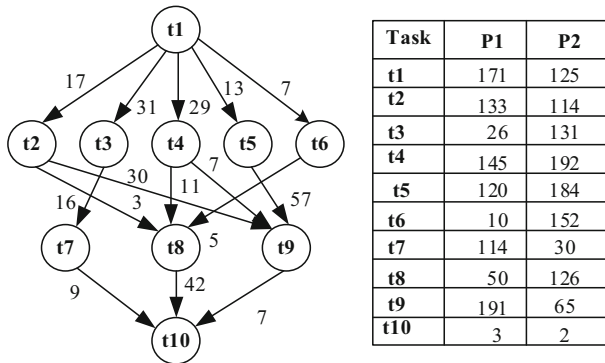 t1
17
31
29
13
7
t2
t3
t4
t5
t6
30
7
16
3
11
57
t7
t8
5
t9
9
42
7
t10
Task P1 P2
t1 171 125
t2 133 114
t3 26 131
t4 145 192
t5 120 184
t6 10 152
t7 114 30
t8 50 126
t9 191 65
t10 3 2